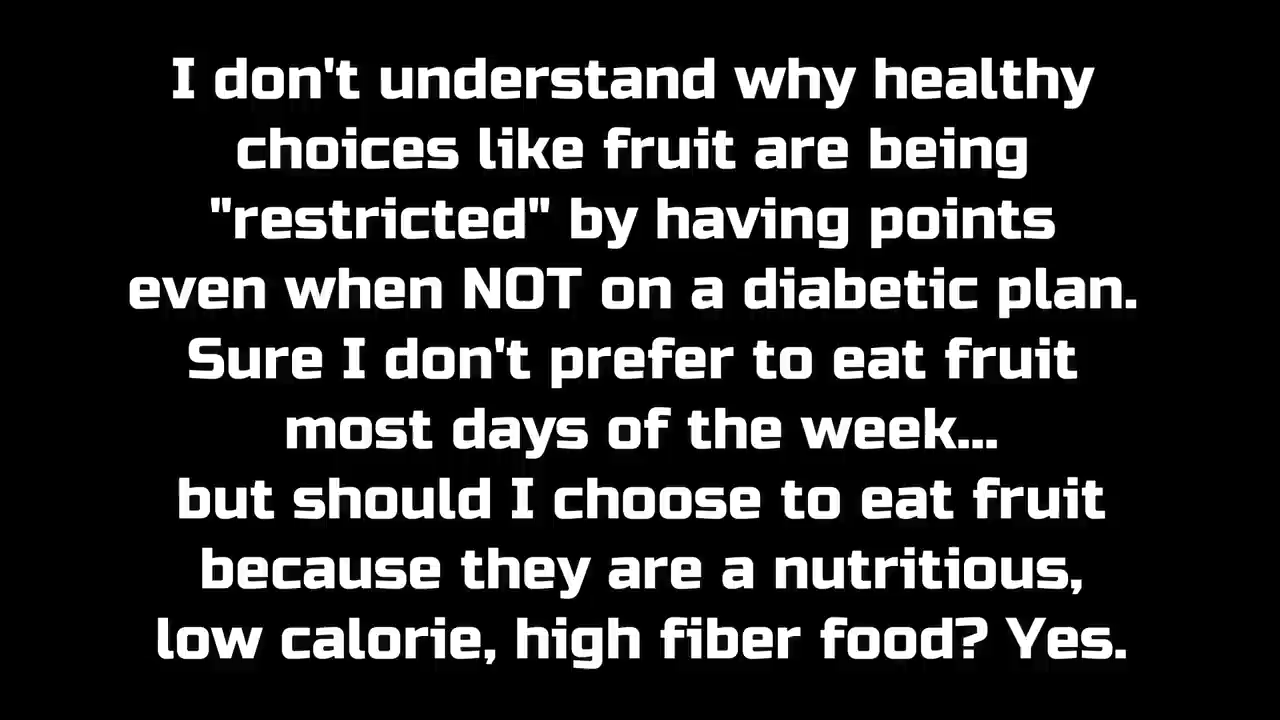 I don't understand why healthy
choices like fruit are being
"restricted" by having points
even when NOT on a diabetic plan.
Sure I don't prefer to eat fruit
most days of the week...
but should I choose to eat fruit
because they are a nutritious,
low calorie, high fiber food? Yes.